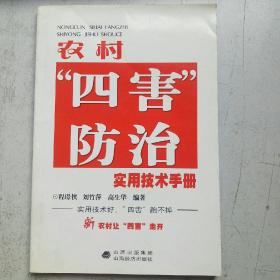 NONGCUN SIHAI FANGZHI
SHIYONG JISHU SHOUCE
农村
“四害”
防治
实用技术手册
程璟侠 刘竹萍 高生华 编著
实用技术好,“四害”跑不掉
新农村让“四害”走开
山西出版集团
山西经济出版社